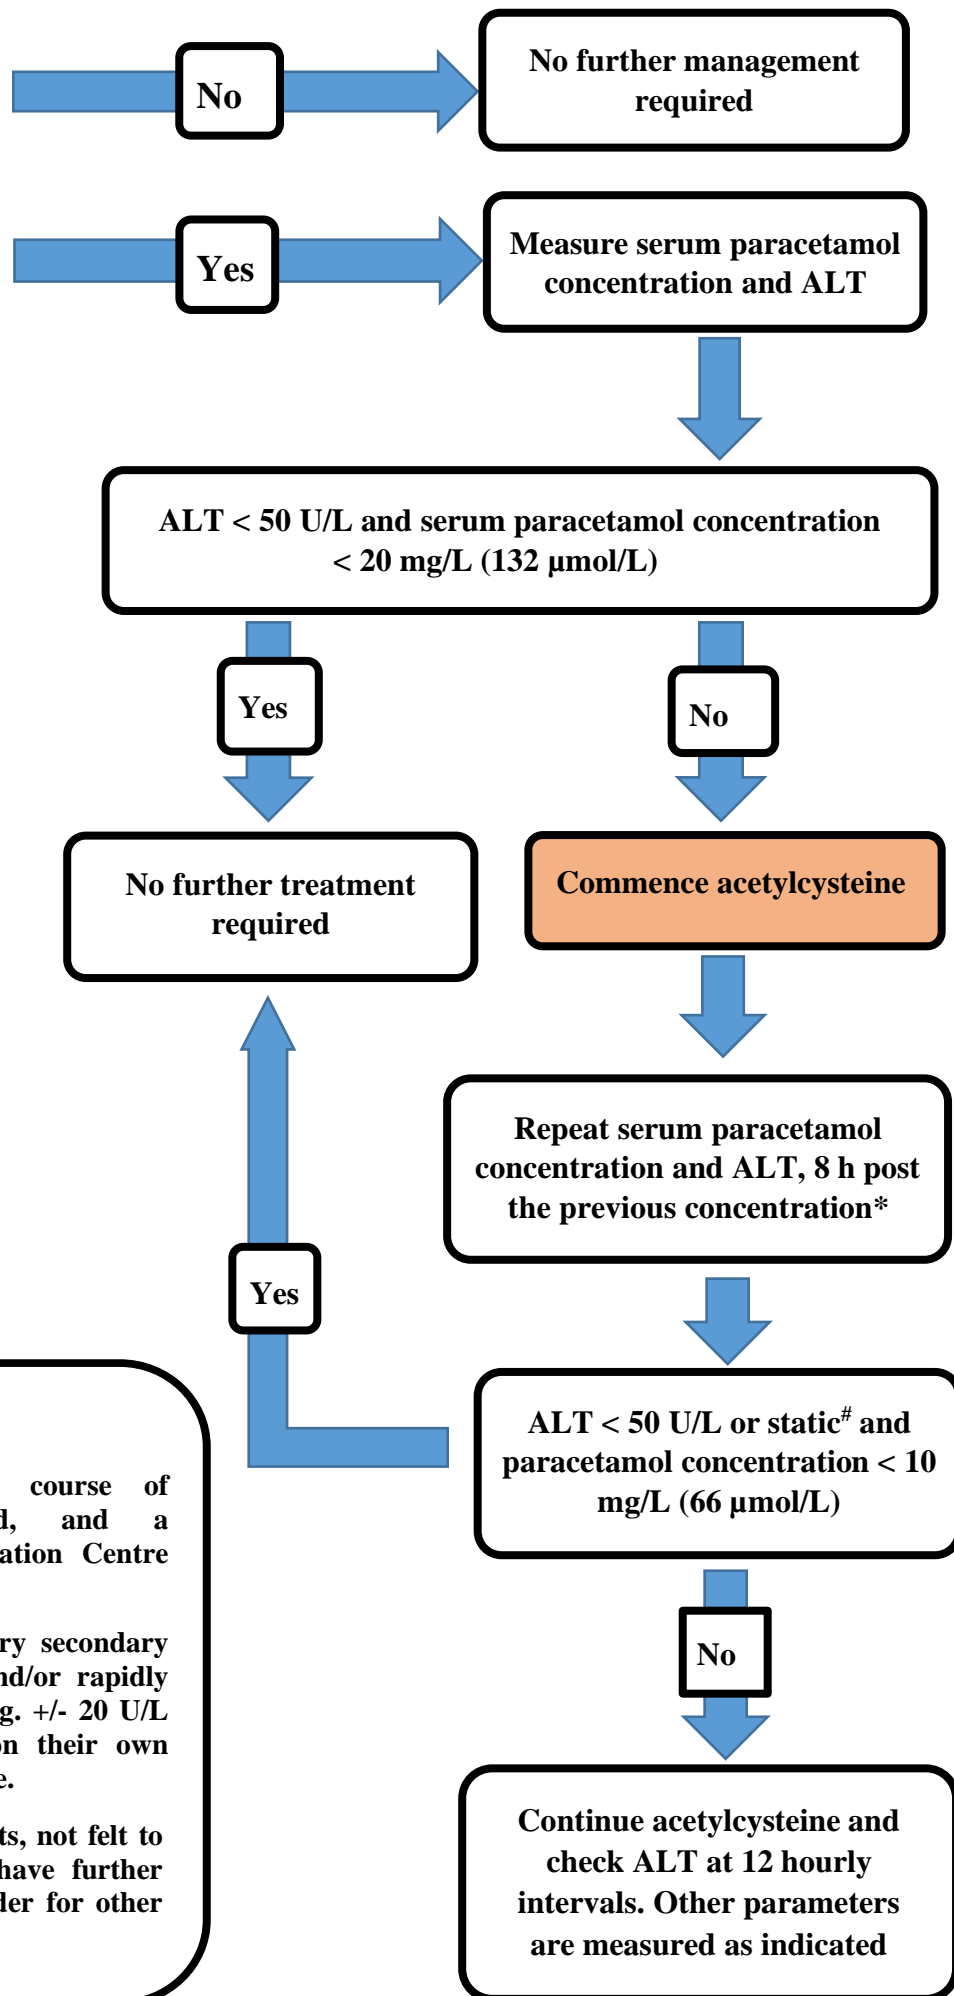 No
No further management
required
Yes
Measure serum paracetamol
concentration and ALT
ALT < 50 U/L and serum paracetamol concentration
< 20 mg/L (132 µmol/L)
Yes
No
No further treatment
required
Commence acetylcysteine
Repeat serum paracetamol
concentration and ALT, 8 h post
the previous concentration*
Yes
ALT < 50 U/L or static# and
paracetamol concentration < 10
mg/L (66 µmol/L)
No
Continue acetylcysteine and
check ALT at 12 hourly
intervals. Other parameters
are measured as indicated
course of
and a
Centre
secondary
rapidly
+/- 20 U/L
on their own
not felt to
have further
for other